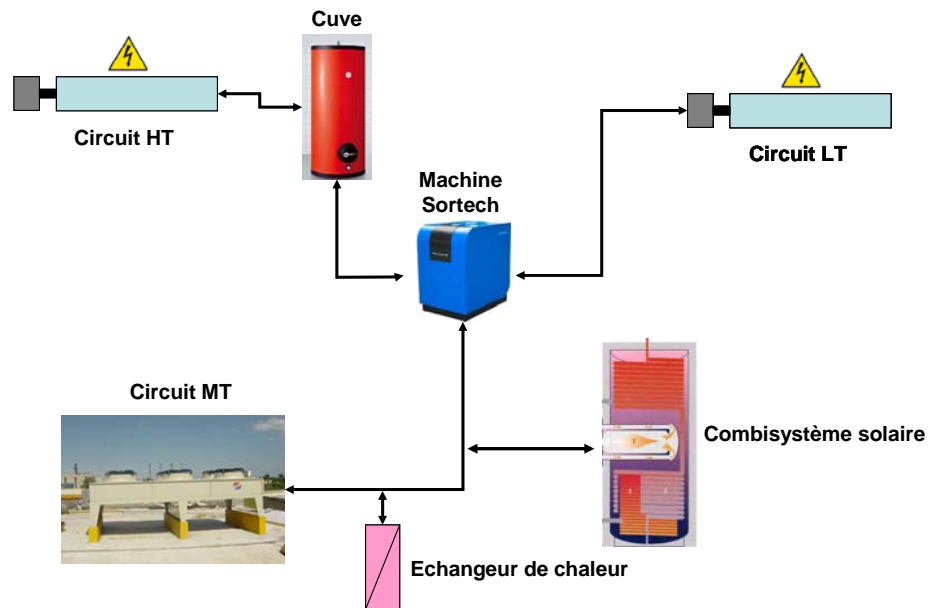 Cuve
Circuit HT
Circuit LT
Machine
Sortech
Circuit MT
Combisystème solaire
Echangeur de chaleur